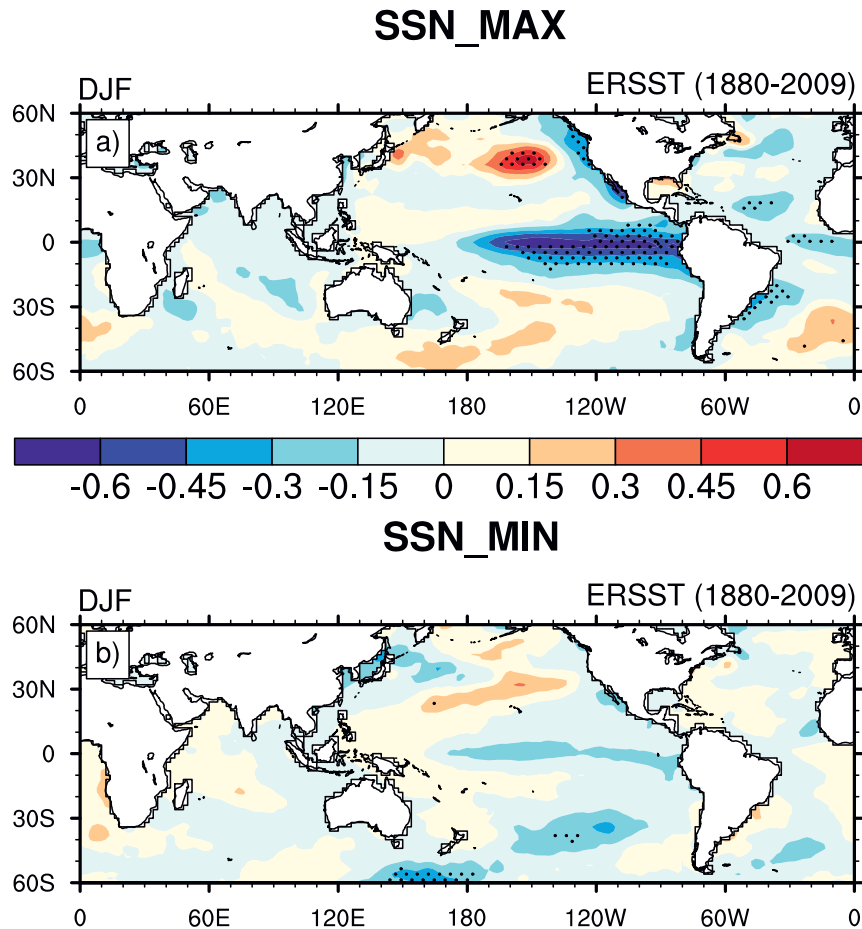 SSN_MAX
DJF ERSST (1880-2009)
a)
60N
30N
0
30S
60S
0 60E 120E 180 120W 60W 0
-0.6 -0.45 -0.3 -0.15 0 0.15 0.3 0.45 0.6
SSN_MIN
DJF ERSST (1880-2009)
b)
60N
30N
0
30S
60S
0 60E 120E 180 120W 60W 0